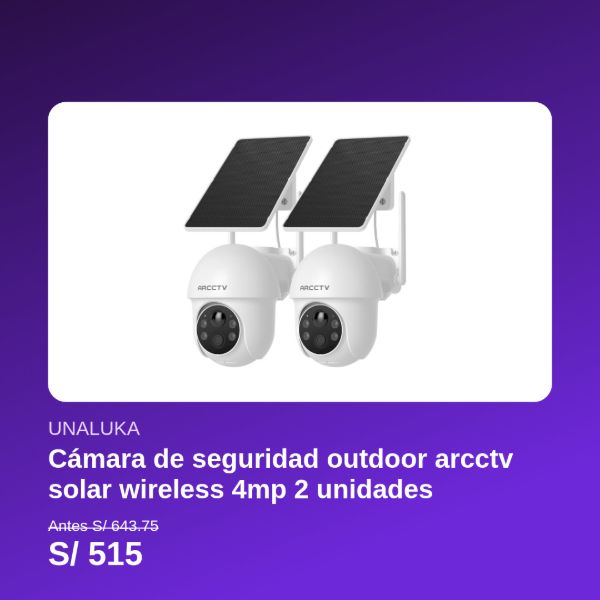 ARCCTV
ARCCTV
UNALUKA
Cámara de seguridad outdoor arcctv
solar wireless 4mp 2 unidades
Antes S/ 643.75
S/ 515